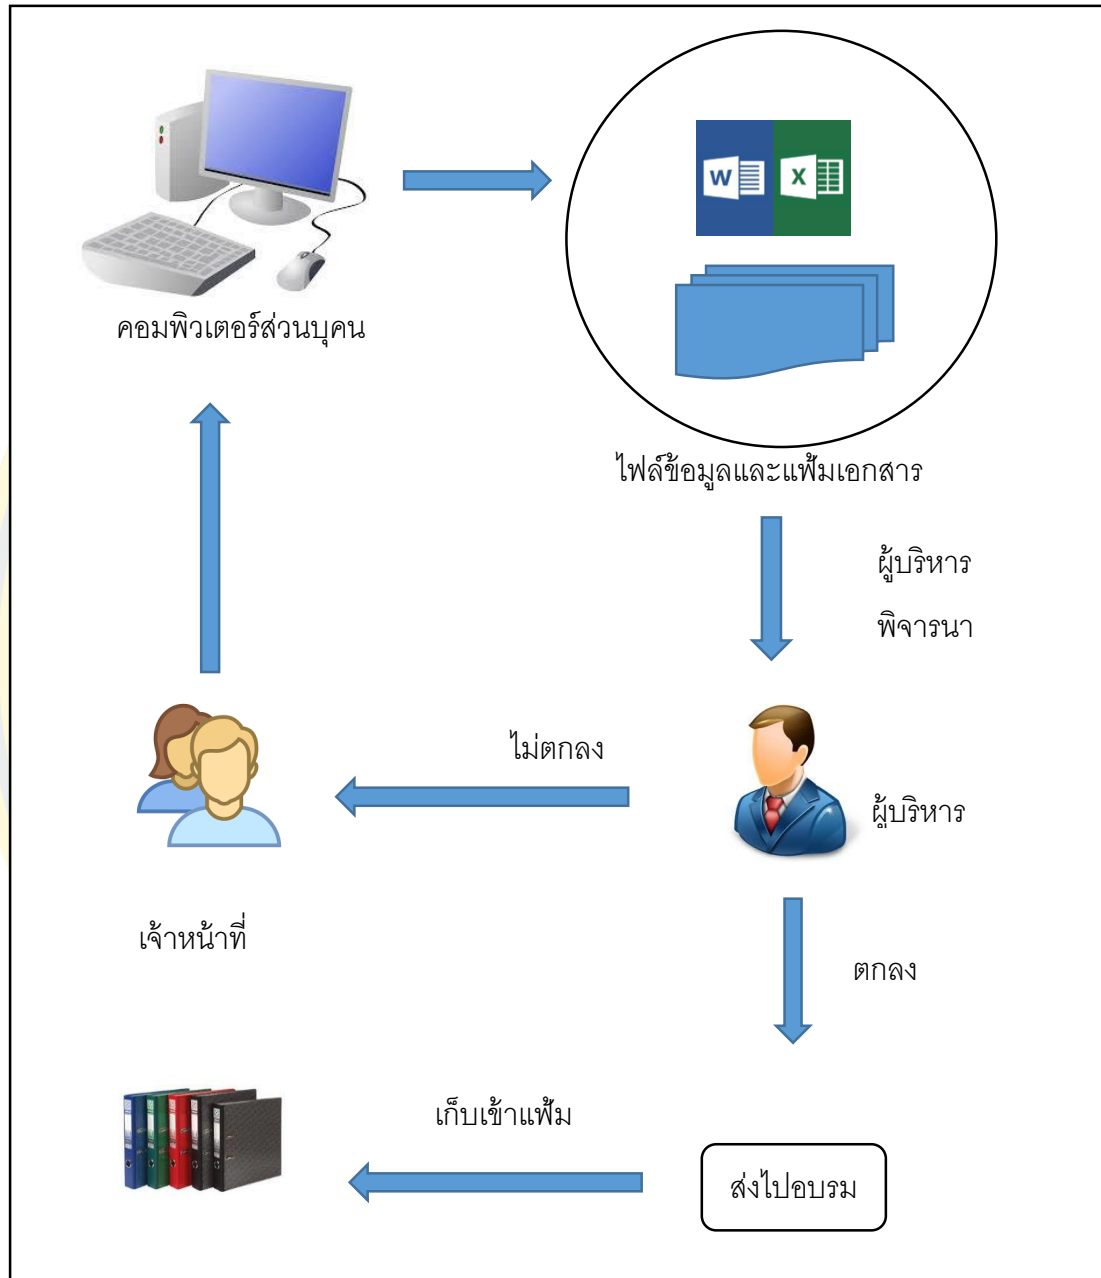 W X
คอมพิวเตอร์ส่วนบุคน
ไฟล์ข้อมูลและแฟ้มเอกสาร
ผู้บริหาร
พิจารนา
ไม่ตกลง
ผู้บริหาร
เจ้าหน้าที่
ตกลง
เก็บเข้าแฟ้ม
ส่งไปอบรม